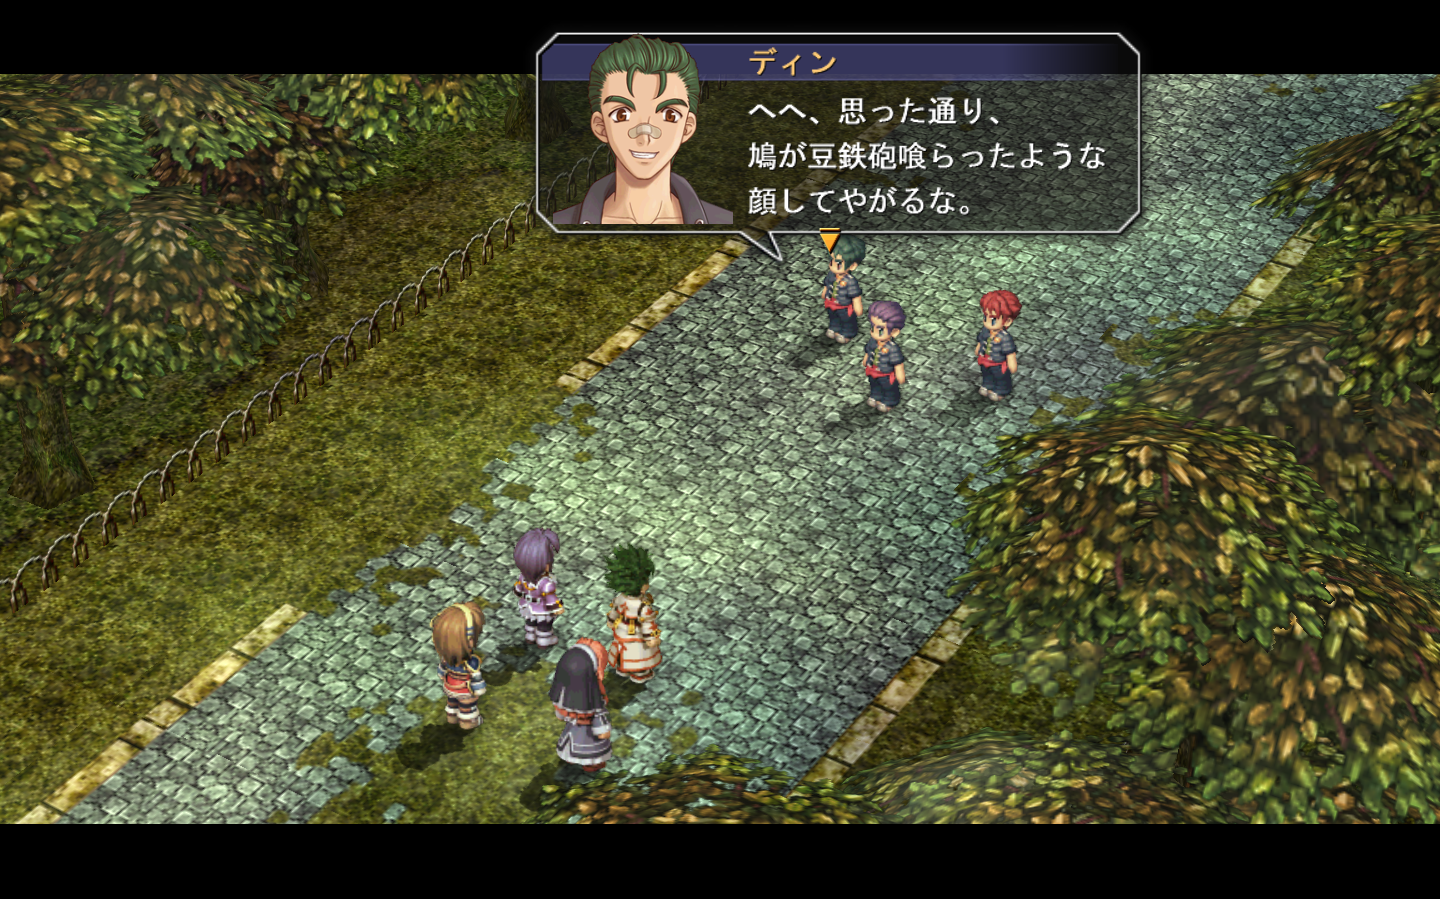 ディン
へへ、思った通り、
鳩が豆鉄砲喰らったような
顔してやがるな。